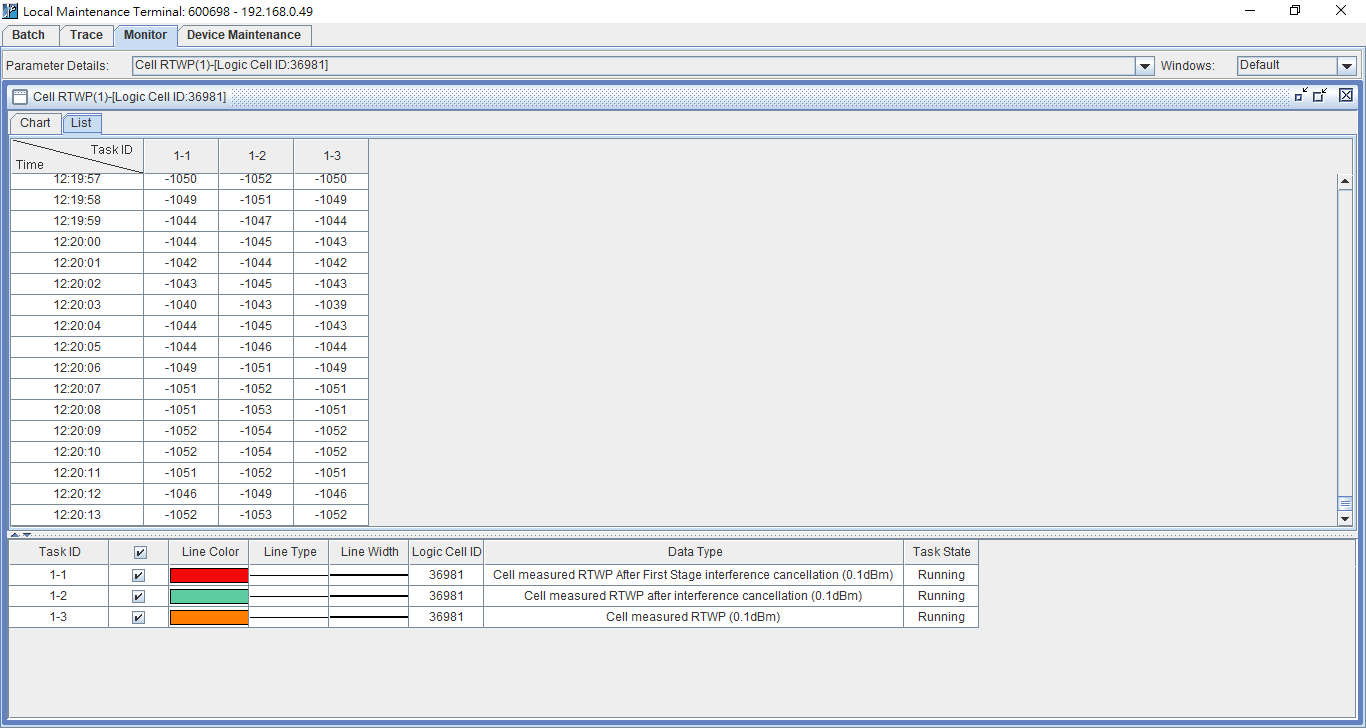 Local Maintenance Terminal: 600698 - 192.168.0.49
Batch Trace Monitor Device Maintenance
Parameter Details: Cell RTWP(1)-[Logic Cell ID:36981] Windows: Default
Cell RTWP(1)-[Logic Cell ID:36981]
Chart List
Task ID
Time 1-1 1-2 1-3
12:19:57 -1050 -1052 -1050
12:19:58 -1049 -1051 -1049
12:19:59 -1044 -1047 -1044
12:20:00 -1044 -1045 -1043
12:20:01 -1042 -1044 -1042
12:20:02 -1043 -1045 -1043
12:20:03 -1040 -1043 -1039
12:20:04 -1044 -1045 -1043
12:20:05 -1044 -1046 -1044
12:20:06 -1049 -1051 -1049
12:20:07 -1051 -1052 -1051
12:20:08 -1051 -1053 -1051
12:20:09 -1052 -1054 -1052
12:20:10 -1052 -1054 -1052
12:20:11 -1051 -1052 -1051
12:20:12 -1046 -1049 -1046
12:20:13 -1052 -1053 -1052
Task ID Line Color Line Type Line Width Logic Cell ID Data Type Task State
1-1 36981 Cell measured RTWP After First Stage interference cancellation (0.1dBm) Running
1-2 36981 Cell measured RTWP after interference cancellation (0.1dBm) Running
1-3 36981 Cell measured RTWP (0.1dBm) Running